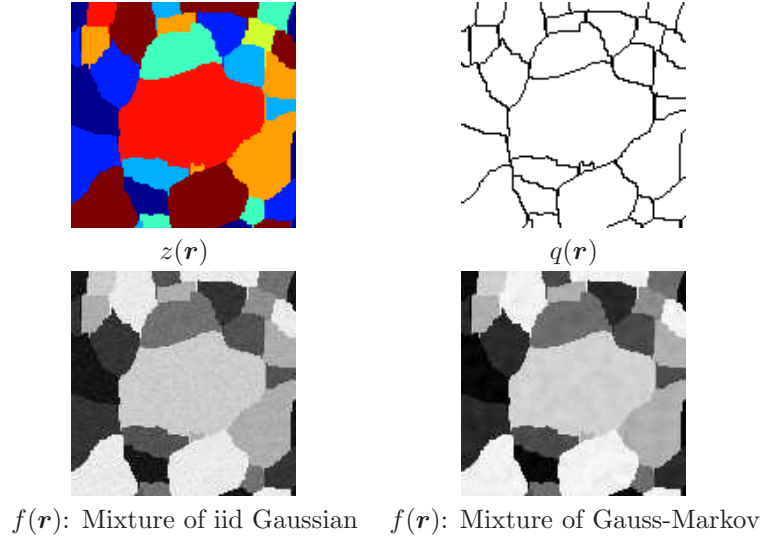 z(r)
q(r)
f(r): Mixture of iid Gaussian
f(r): Mixture of Gauss-Markov